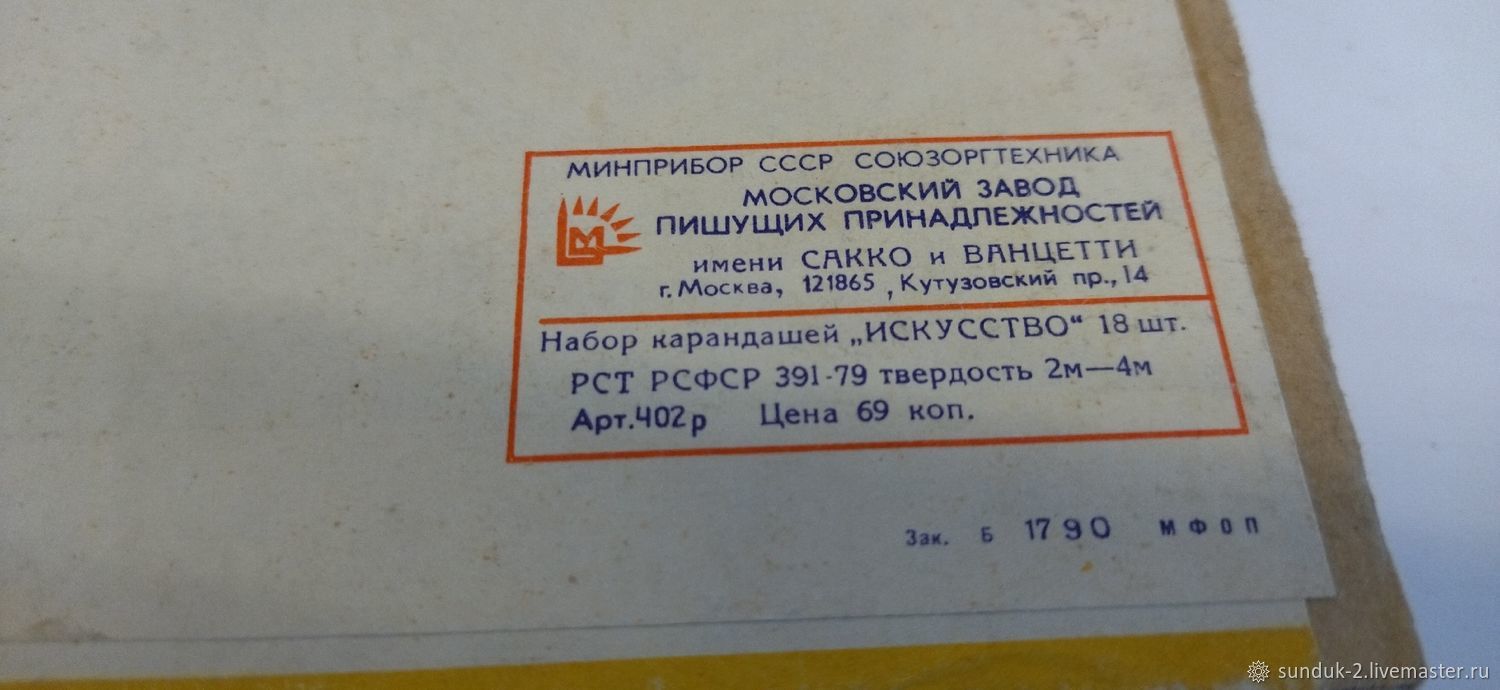 МИНПРИБОР СССР СОЮЗОРГТЕХНИКА
МОСКОВСКИЙ ЗАВОД
ПИШУЩИХ ПРИНАДЛЕЖНОСТЕЙ
имени САККО и ВАНЦЕТТИ
г. Москва, 121865, Кутузовский пр., 14
М
Набор карандашей „ИСКУССТВО“ 18 шт.
РСТ РСФСР 391-79 твердость 2м—4м
Арт.402р Цена 69 коп.
Зак. Б 1790 МФОП
sunduk-2.livemaster.ru